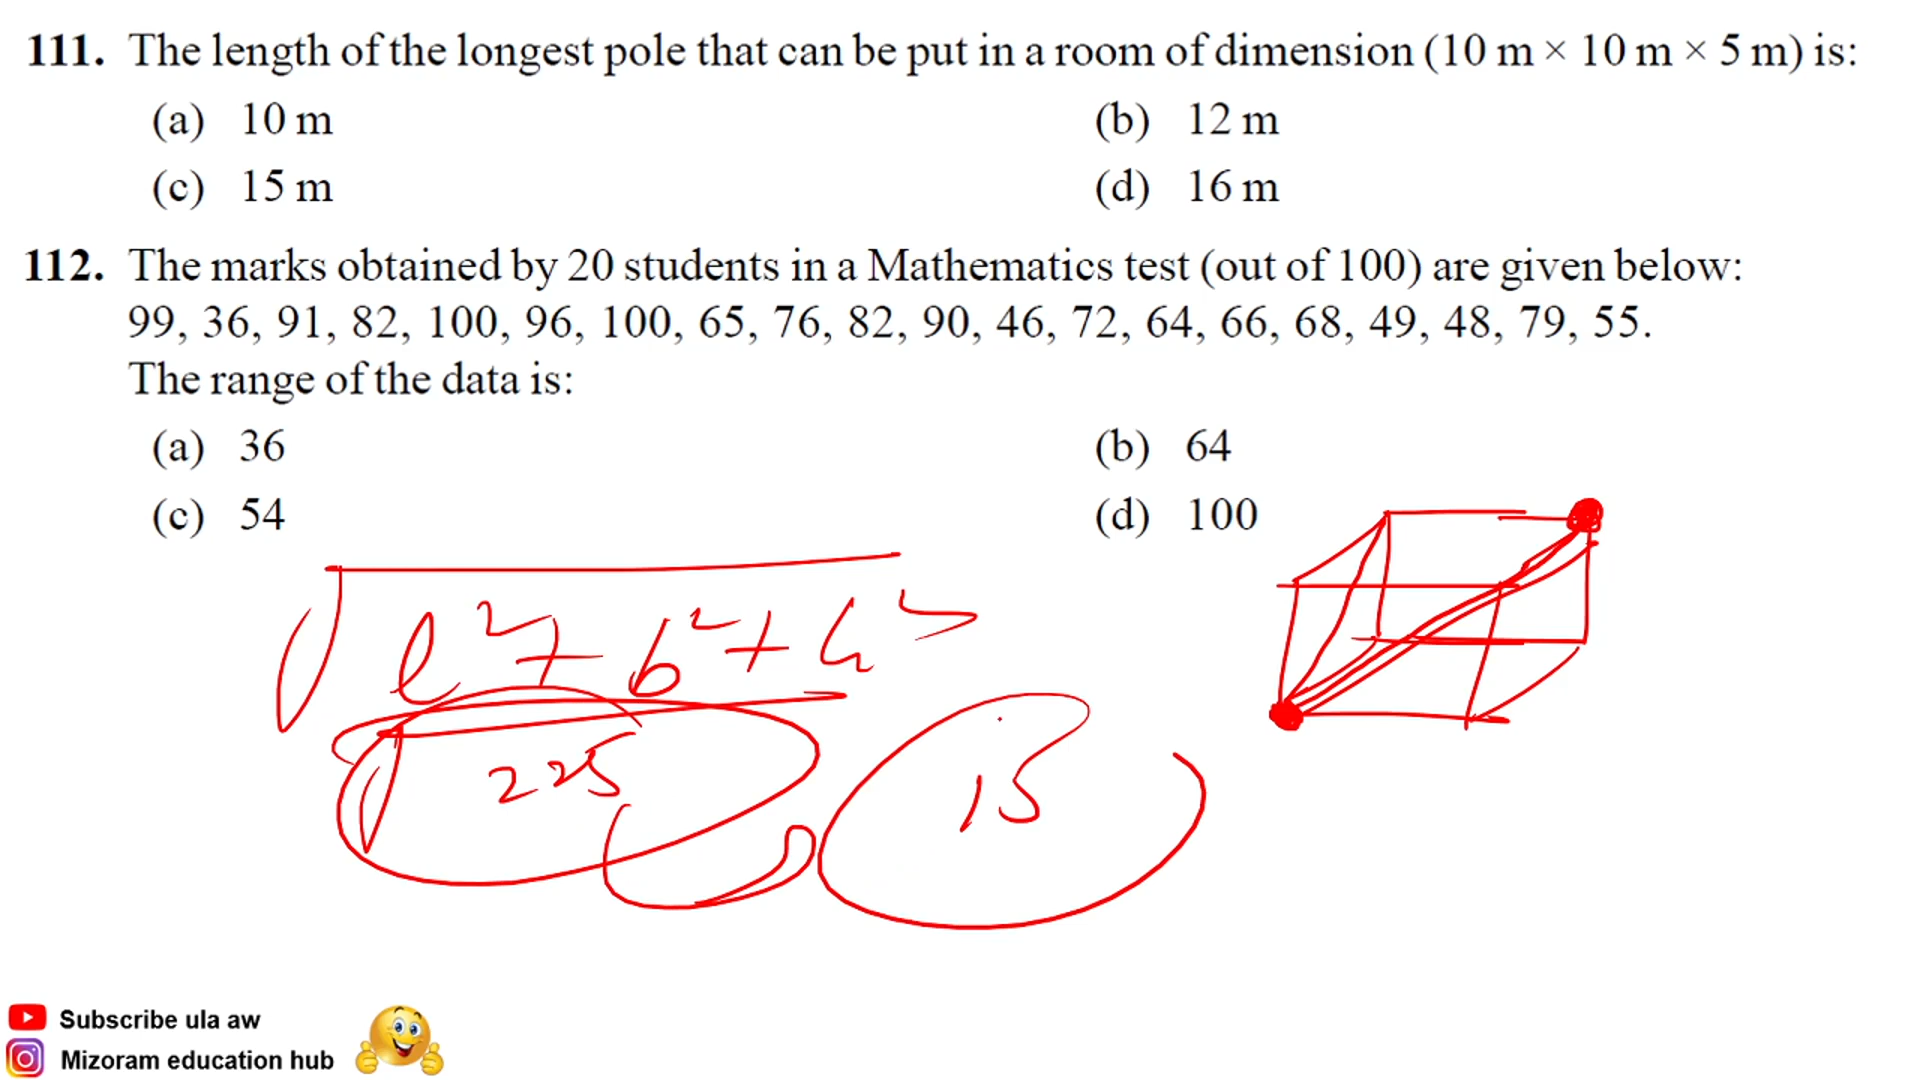 111. The length of the longest pole that can be put in a room of dimension (10 m × 10 m × 5 m) is:
(a) 10 m (b) 12 m
(c) 15 m (d) 16 m
112. The marks obtained by 20 students in a Mathematics test (out of 100) are given below:
99, 36, 91, 82, 100, 96, 100, 65, 76, 82, 90, 46, 72, 64, 66, 68, 49, 48, 79, 55.
The range of the data is:
(a) 36 (b) 64
(c) 54 (d) 100
√l²+b²+h²
√225 15
Subscribe ula aw
Mizoram education hub